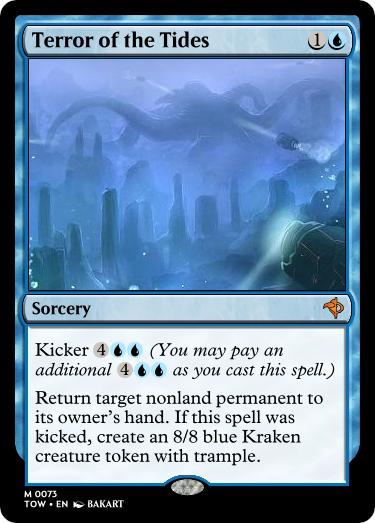 Terror of the Tides 1
Sorcery
Kicker 4 (You may pay an
additional 4 as you cast this spell.)
Return target nonland permanent to
its owner's hand. If this spell was
kicked, create an 8/8 blue Kraken
creature token with trample.
M 0073
TOW • EN BAKART